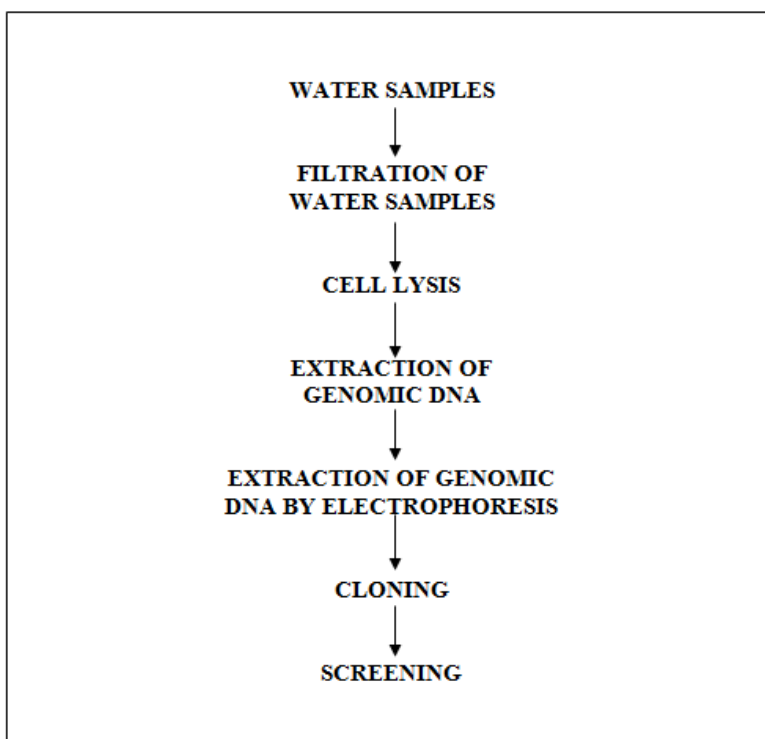 WATER SAMPLES
FILTRATION OF
WATER SAMPLES
CELL LYSIS
EXTRACTION OF
GENOMIC DNA
EXTRACTION OF GENOMIC
DNA BY ELECTROPHORESIS
CLONING
SCREENING